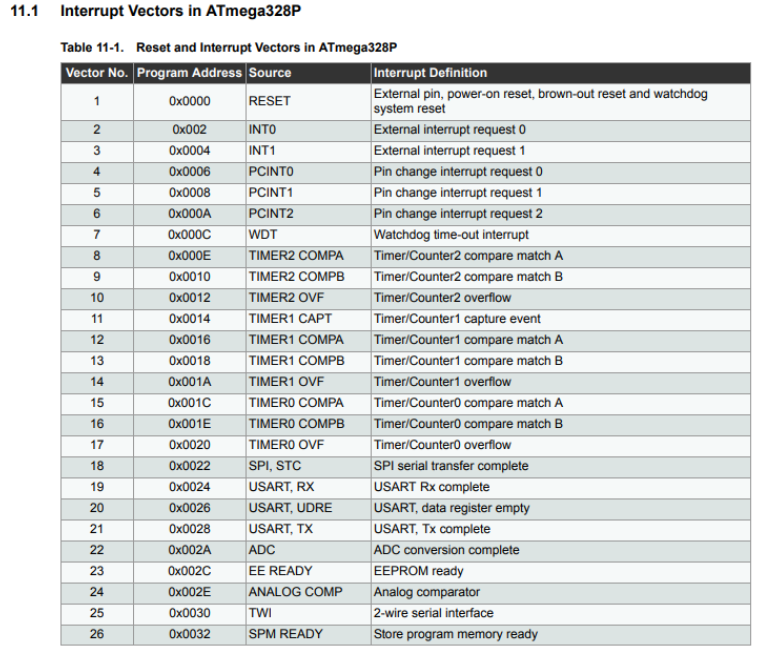 11.1 Interrupt Vectors in ATmega328P
Table 11-1. Reset and Interrupt Vectors in ATmega328P
Vector No. Program Address Source Interrupt Definition
1 0x0000 RESET External pin, power-on reset, brown-out reset and watchdog
system reset
2 0x002 INT0 External interrupt request 0
3 0x0004 INT1 External interrupt request 1
4 0x0006 PCINT0 Pin change interrupt request 0
5 0x0008 PCINT1 Pin change interrupt request 1
6 0x000A PCINT2 Pin change interrupt request 2
7 0x000C WDT Watchdog time-out interrupt
8 0x000E TIMER2 COMPA Timer/Counter2 compare match A
9 0x0010 TIMER2 COMPB Timer/Counter2 compare match B
10 0x0012 TIMER2 OVF Timer/Counter2 overflow
11 0x0014 TIMER1 CAPT Timer/Counter1 capture event
12 0x0016 TIMER1 COMPA Timer/Counter1 compare match A
13 0x0018 TIMER1 COMPB Timer/Counter1 compare match B
14 0x001A TIMER1 OVF Timer/Counter1 overflow
15 0x001C TIMER0 COMPA Timer/Counter0 compare match A
16 0x001E TIMER0 COMPB Timer/Counter0 compare match B
17 0x0020 TIMER0 OVF Timer/Counter0 overflow
18 0x0022 SPI, STC SPI serial transfer complete
19 0x0024 USART, RX USART Rx complete
20 0x0026 USART, UDRE USART, data register empty
21 0x0028 USART, TX USART, Tx complete
22 0x002A ADC ADC conversion complete
23 0x002C EE READY EEPROM ready
24 0x002E ANALOG COMP Analog comparator
25 0x0030 TWI 2-wire serial interface
26 0x0032 SPM READY Store program memory ready